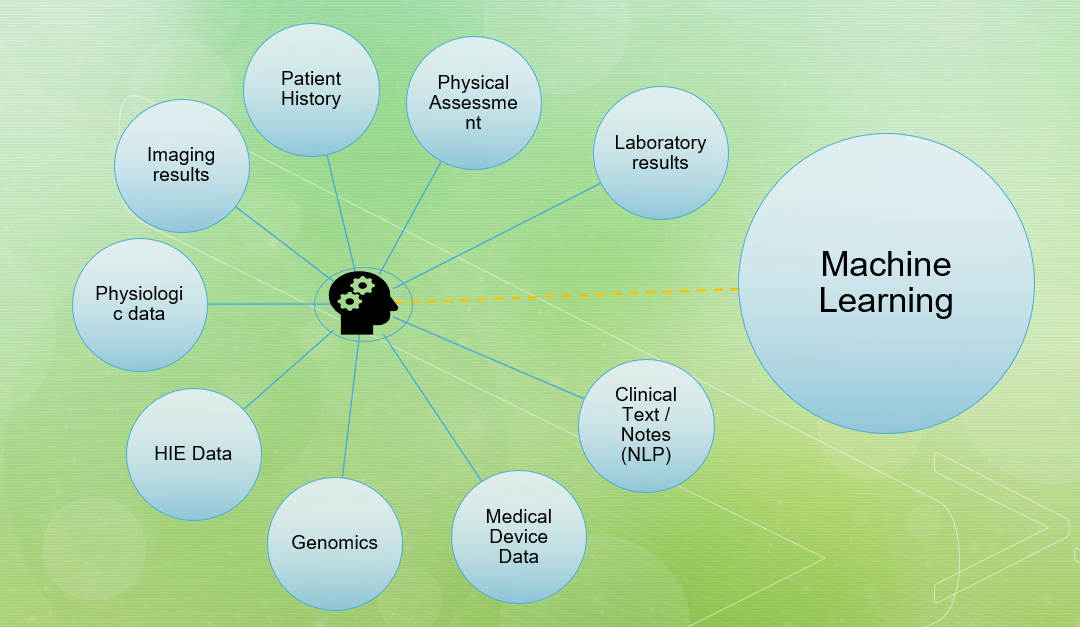 Patient
History
Physical
Assessme
nt
Laboratory
results
Imaging
results
Machine
Learning
Physiologi
c data
Clinical
Text /
Notes
(NLP)
HIE Data
Genomics
Medical
Device
Data